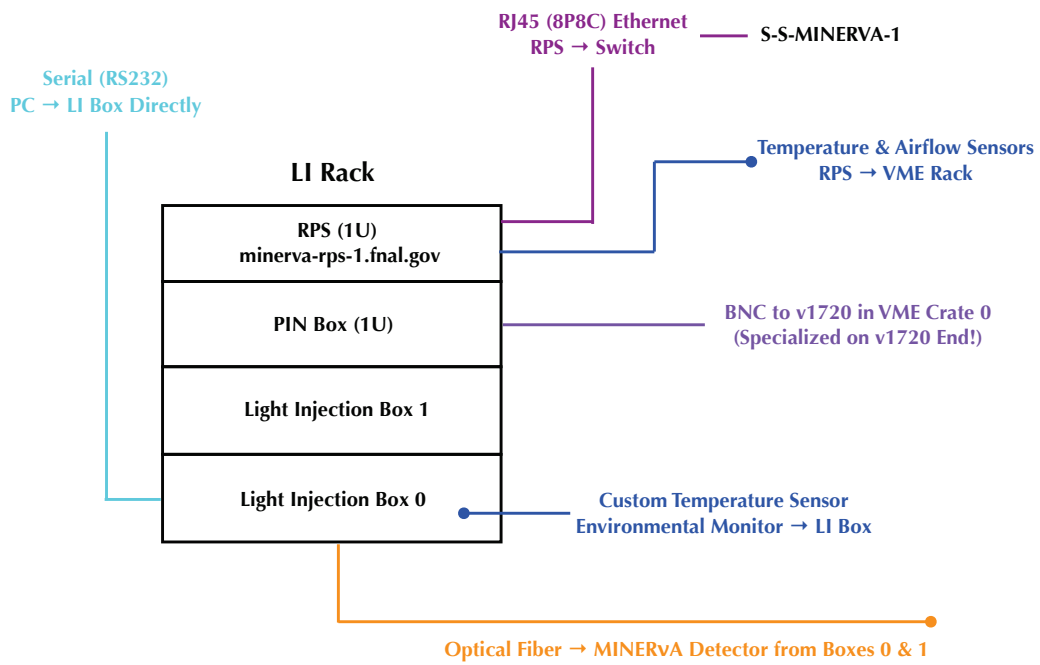 RJ45 (8P8C) Ethernet
RPS → Switch
S-S-MINERVA-1
Serial (RS232)
PC → LI Box Directly
Temperature & Airflow Sensors
RPS → VME Rack
LI Rack
RPS (1U)
minerva-rps-1.fnal.gov
PIN Box (1U)
BNC to v1720 in VME Crate 0
(Specialized on v1720 End!)
Light Injection Box 1
Light Injection Box 0
Custom Temperature Sensor
Environmental Monitor → LI Box
Optical Fiber → MINERνA Detector from Boxes 0 & 1